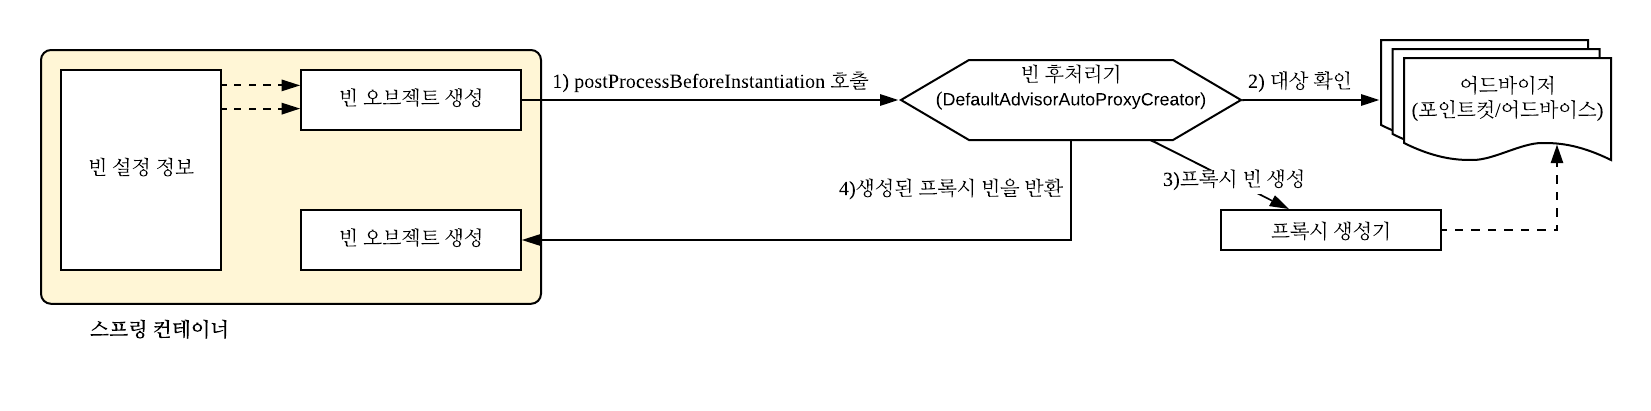 빈 설정 정보
빈 오브젝트 생성
빈 오브젝트 생성
스프링 컨테이너
1) postProcessBeforeInstantiation 호출
빈 후처리기
(DefaultAdvisorAutoProxyCreator)
2) 대상 확인
어드바이저
(포인트컷/어드바이스)
3)프록시 빈 생성
프록시 생성기
4)생성된 프록시 빈을 반환